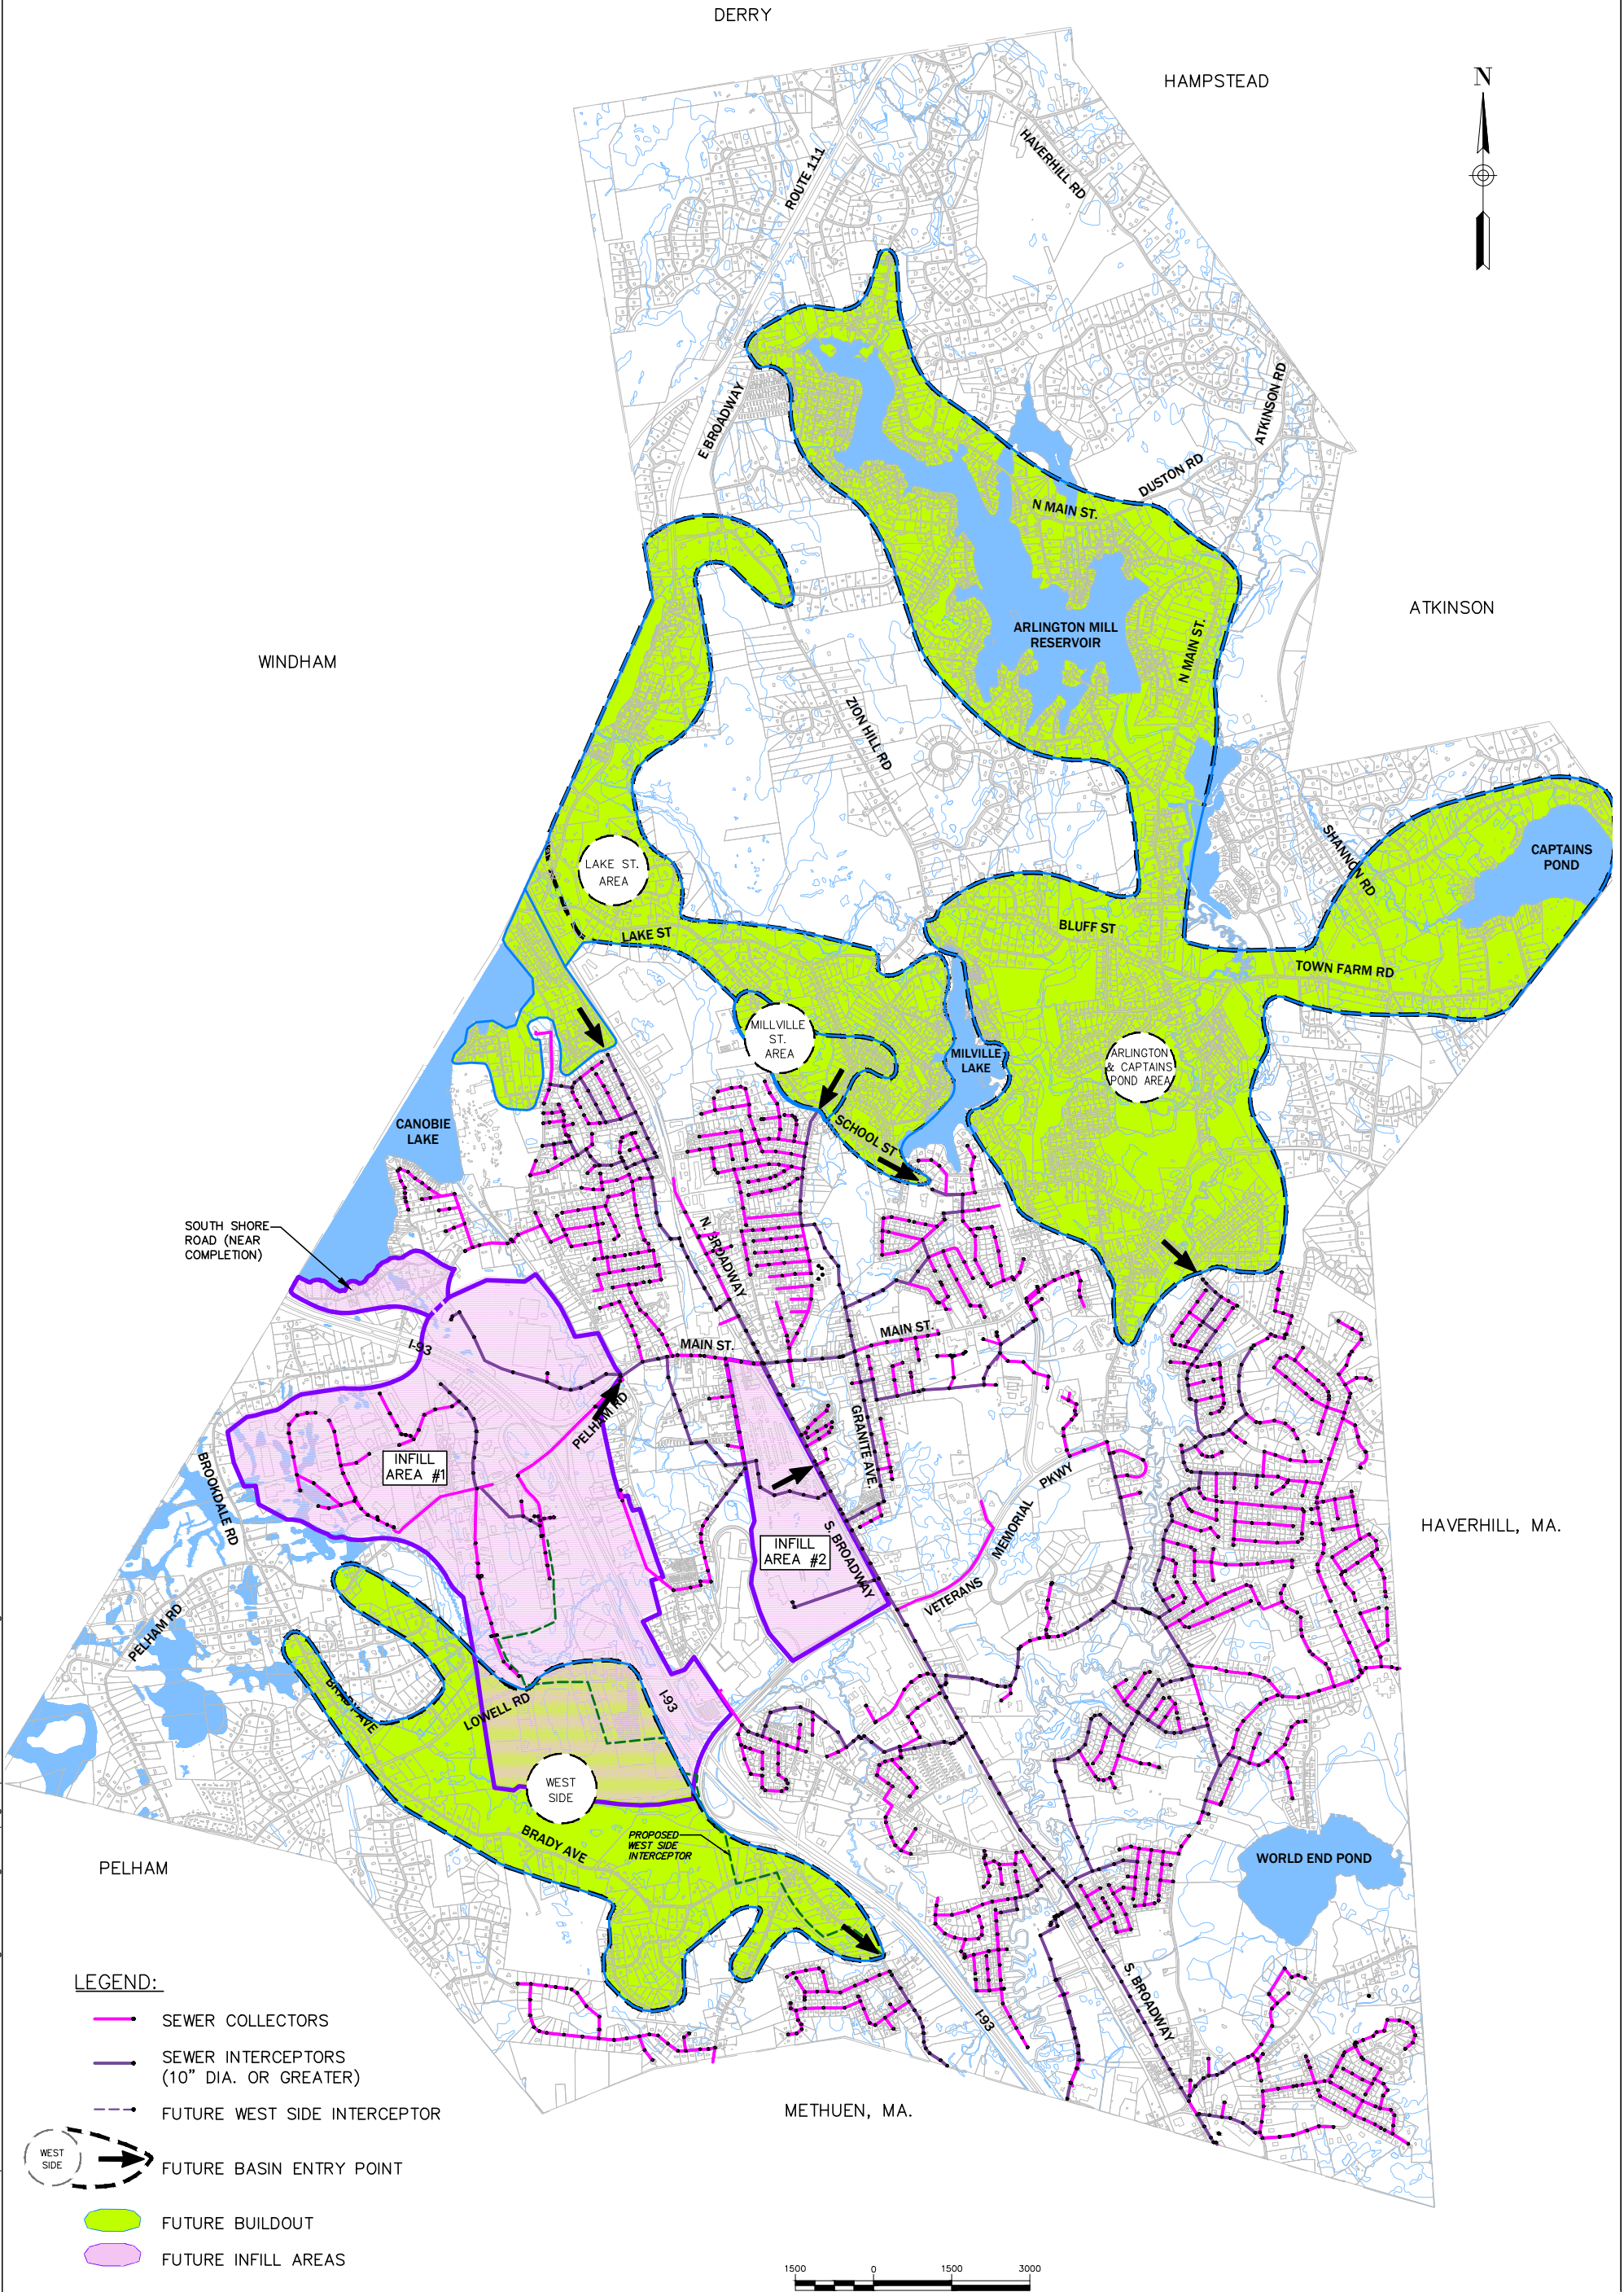 DERRY
HAMPSTEAD
N
HAVERHILL RD
ROUTE 111
E BROADWAY
ATKINSON RD
DUSTON RD
N MAIN ST.
ARLINGTON MILL
RESERVOIR
ATKINSON
N MAIN ST.
WINDHAM
ZION HILL RD
LAKE ST.
AREA
SHANNON RD
CAPTAINS
POND
BLUFF ST
LAKE ST
TOWN FARM RD
MILLVILLE
ST.
AREA
MILVILLE
LAKE
ARLINGTON
& CAPTAINS
POND AREA
CANOBIE
LAKE
SCHOOL ST
SOUTH SHORE
ROAD (NEAR
COMPLETION)
N. BROADWAY
I-93
MAIN ST.
MAIN ST.
PELHAM RD
GRANITE AVE.
INFILL
AREA #1
BROOKDALE RD
VETERANS MEMORIAL PKWY
HAVERHILL, MA.
INFILL
AREA #2
S. BROADWAY
PELHAM RD
BRADY AVE
LOWELL RD
I-93
WEST
SIDE
BRADY AVE
PROPOSED
WEST SIDE
INTERCEPTOR
PELHAM
WORLD END POND
S. BROADWAY
I-93
METHUEN, MA.
LEGEND:
SEWER COLLECTORS
SEWER INTERCEPTORS
(10" DIA. OR GREATER)
FUTURE WEST SIDE INTERCEPTOR
WEST
SIDE
FUTURE BASIN ENTRY POINT
FUTURE BUILDOUT
FUTURE INFILL AREAS
1500 0 1500 3000